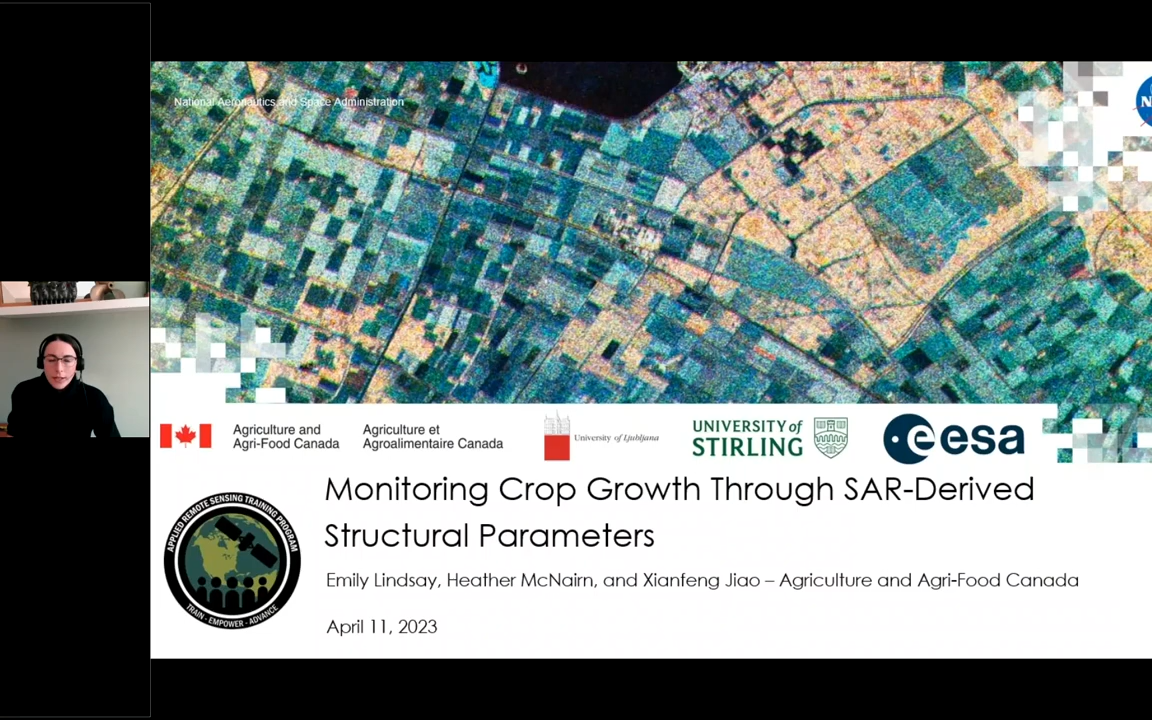 National Aeronautics and Space Administration
Agriculture and
Agri-Food Canada
Agriculture et
Agroalimentaire Canada
University of Ljubljana
UNIVERSITY of
STIRLING
esa
APPLIED REMOTE SENSING TRAINING PROGRAM
TRAIN - EMPOWER - ADVANCE
Monitoring Crop Growth Through SAR-Derived
Structural Parameters
Emily Lindsay, Heather McNairn, and Xianfeng Jiao – Agriculture and Agri-Food Canada
April 11, 2023